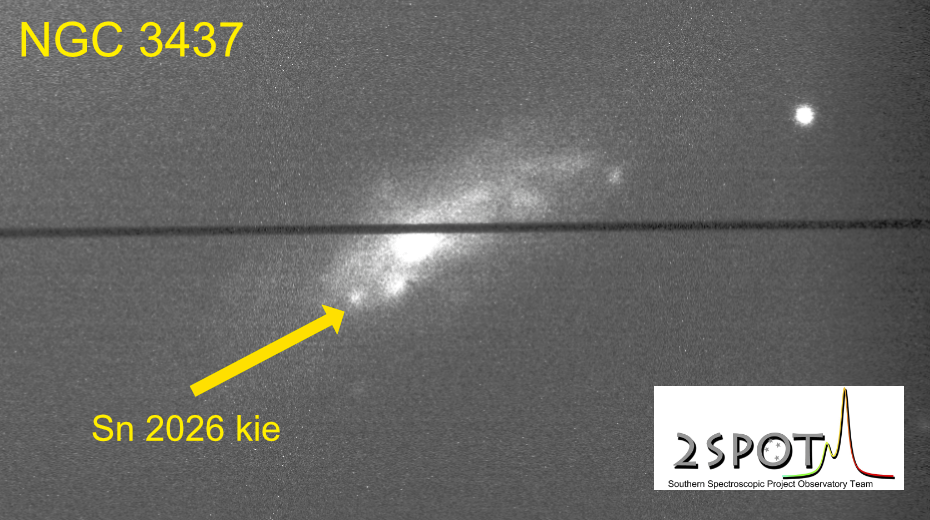 NGC 3437
Sn 2026 kie
2SPOT
Southern Spectroscopic Project Observatory Team